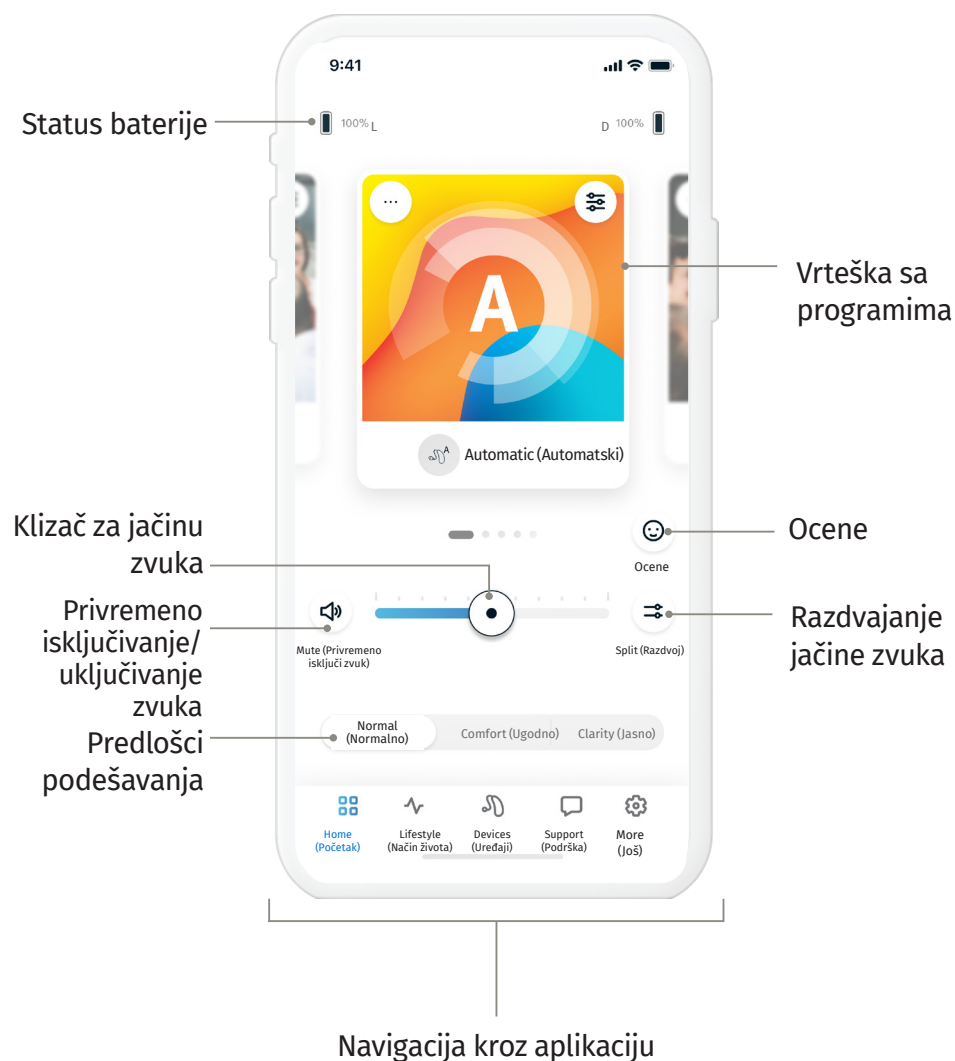 9:41
Status baterije
100% L
D 100%
...
A
Vrteška sa
programima
A
Automatic (Automatski)
Klizač za jačinu
zvuka
Ocene
Ocene
Privremeno
isključivanje/
uključivanje
zvuka
Mute (Privremeno
isključi zvuk)
Split (Razdvoj)
Razdvajanje
jačine zvuka
Predlošci
podešavanja
Normal
(Normalno)
Comfort (Ugodno)
Clarity (Jasno)
Home
(Početak)
Lifestyle
(Način života)
Devices
(Uređaji)
Support
(Podrška)
More
(Još)
Navigacija kroz aplikaciju